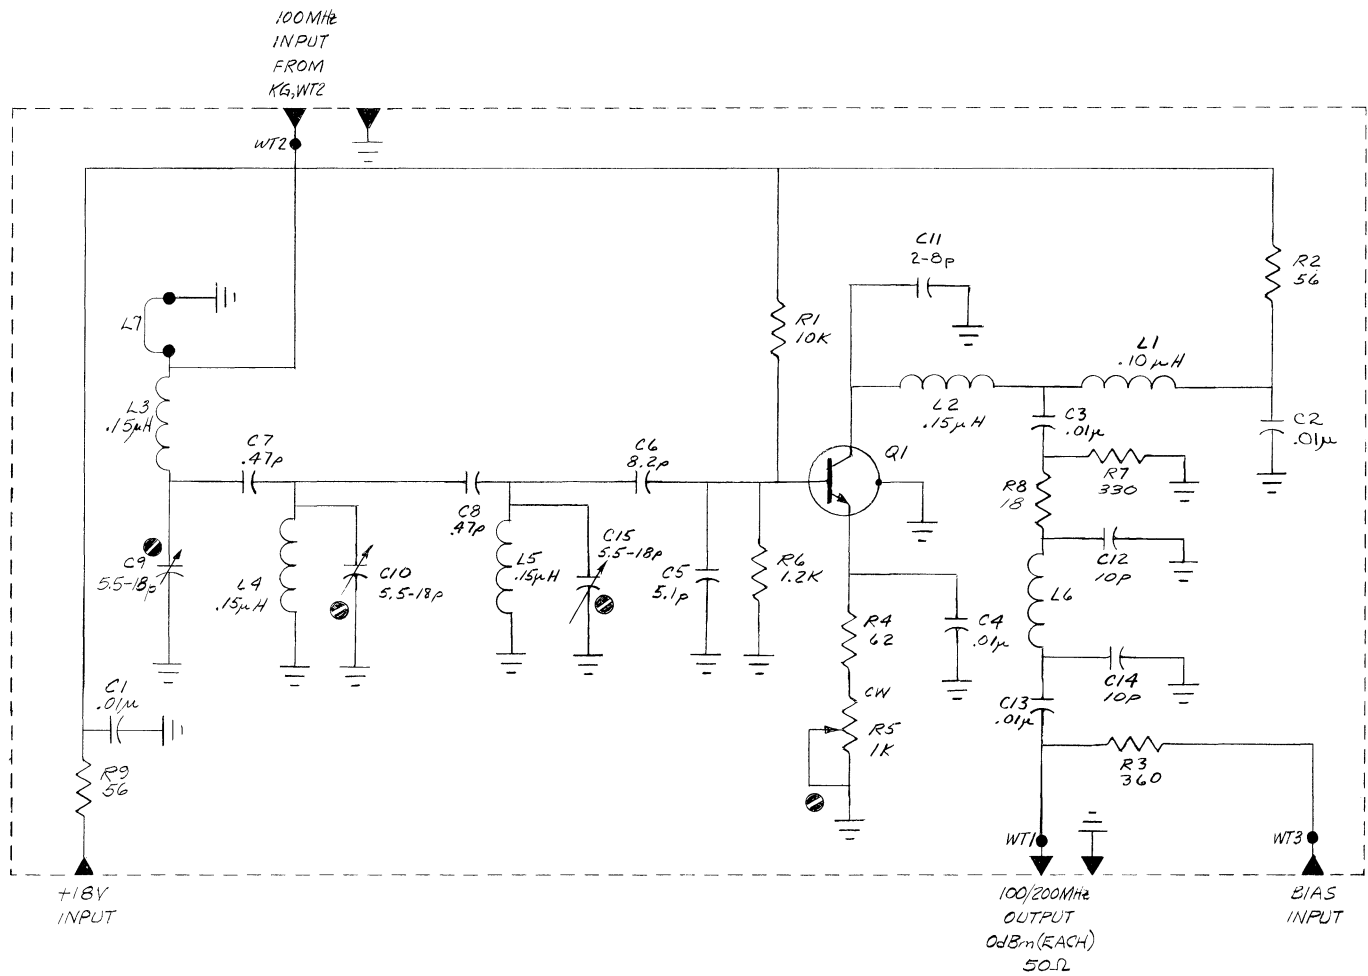 100MHz
INPUT
FROM
KG,WT2
WT2
C11
2-8p
R2
56
L7
R1
10K
L1
.10μH
L3
.15μH
L2
.15μH
C3
.01μ
C2
.01μ
C7
.47p
C6
8.2p
Q1
R7
330
R8
18
C8
.47p
C15
5.5-18p
C9
5.5-18p
L5
.15μH
C12
10p
L4
.15μH
C10
5.5-18p
C5
5.1p
R6
1.2K
L6
R4
62
C4
.01μ
C14
10p
C1
.01μ
CW
R5
1K
C13
.01μ
R9
56
R3
360
WT1
WT3
+18V
INPUT
100/200MHz
OUTPUT
0dBm(EACH)
50Ω
BIAS
INPUT